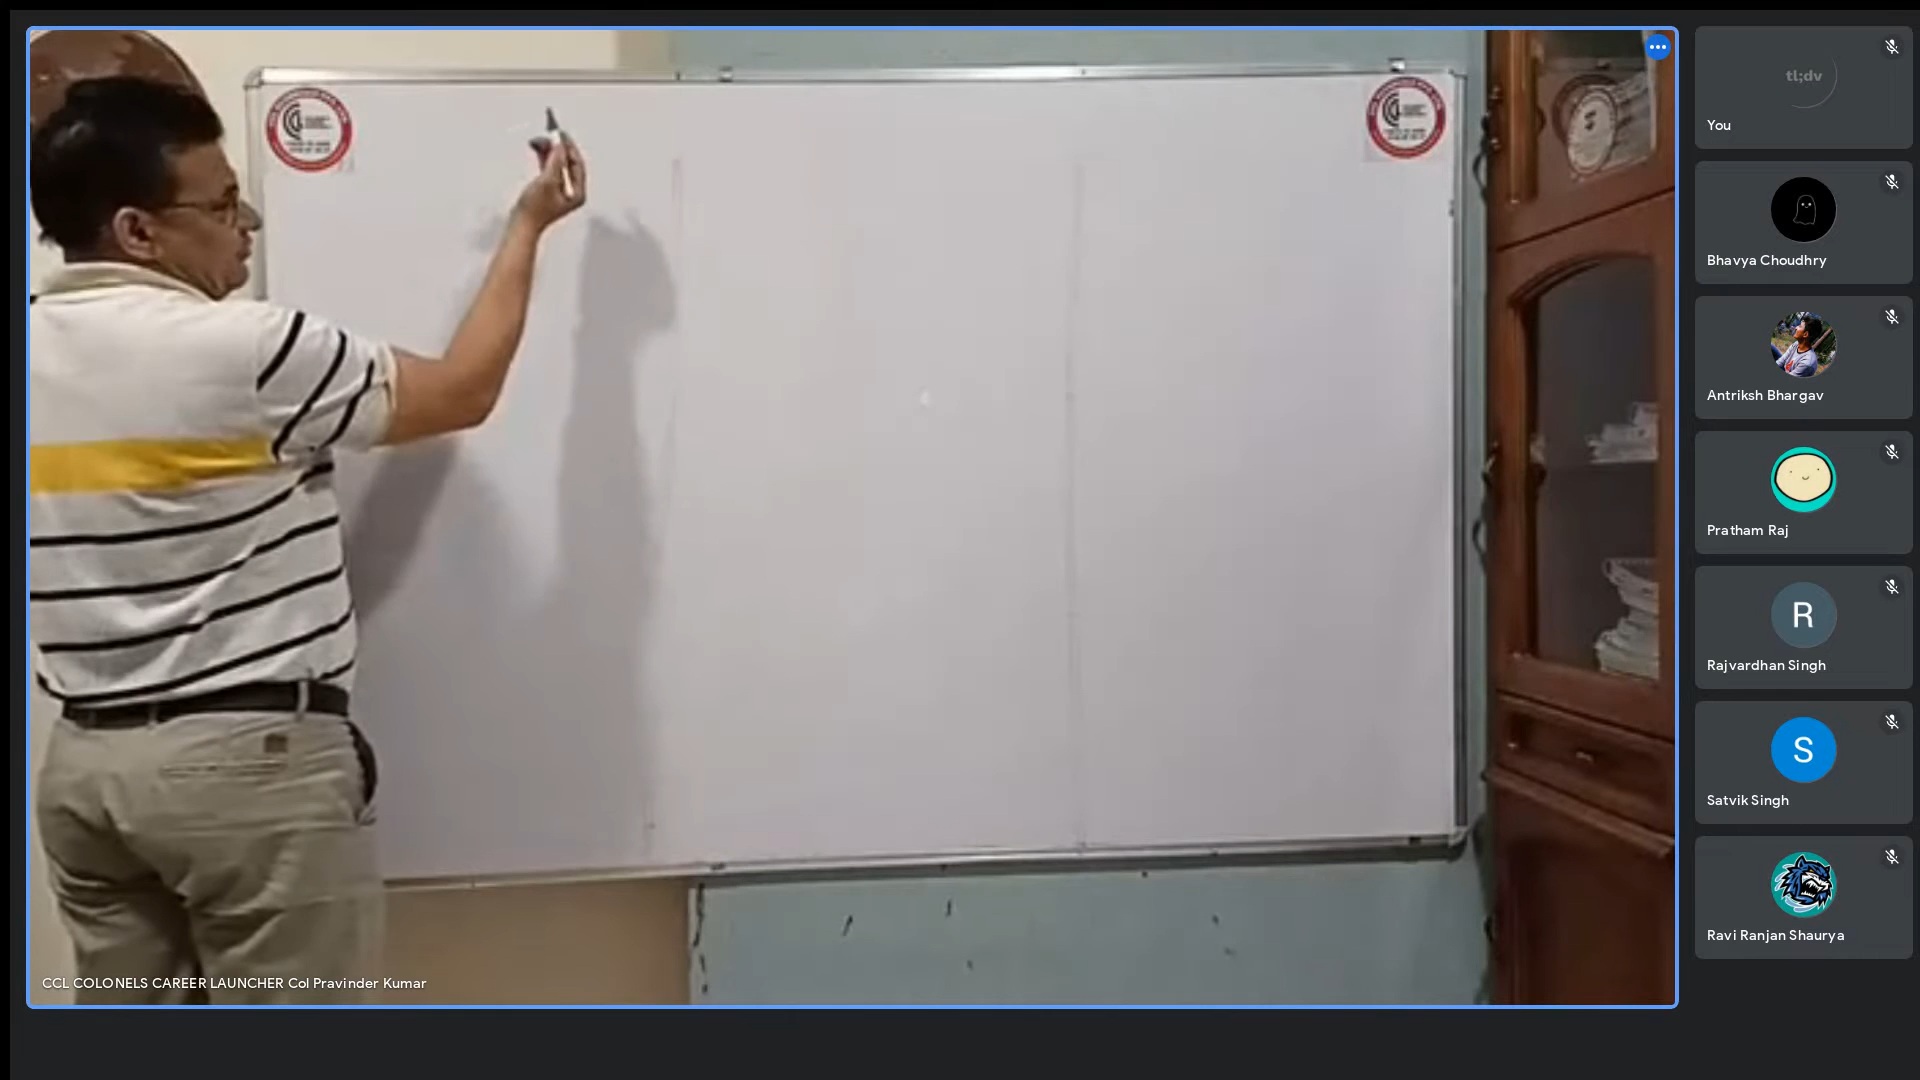 tl;dv
You
Bhavya Choudhry
Antriksh Bhargav
Pratham Raj
R
Rajvardhan Singh
S
Satvik Singh
Ravi Ranjan Shaurya
CCL COLONELS CAREER LAUNCHER Col Pravinder Kumar